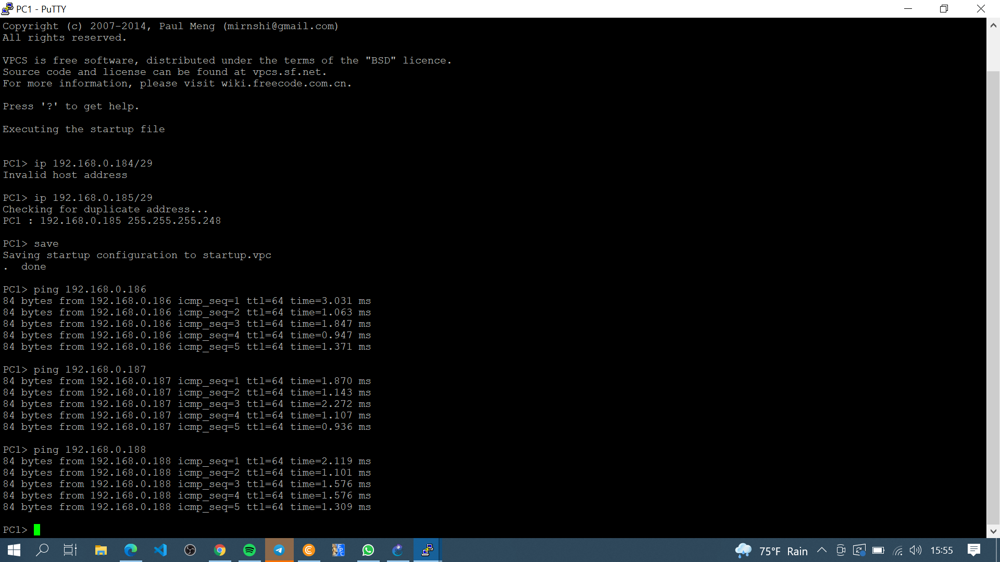 PC1 - PuTTY
Copyright (c) 2007-2014, Paul Meng (mirnshi@gmail.com)
All rights reserved.
VPCS is free software, distributed under the terms of the "BSD" licence.
Source code and license can be found at vpcs.sf.net.
For more information, please visit wiki.freecode.com.cn.
Press '?' to get help.
Executing the startup file
PC1> ip 192.168.0.184/29
Invalid host address
PC1> ip 192.168.0.185/29
Checking for duplicate address...
PC1 : 192.168.0.185 255.255.255.248
PC1> save
Saving startup configuration to startup.vpc
.  done
PC1> ping 192.168.0.186
84 bytes from 192.168.0.186 icmp_seq=1 ttl=64 time=3.031 ms
84 bytes from 192.168.0.186 icmp_seq=2 ttl=64 time=1.063 ms
84 bytes from 192.168.0.186 icmp_seq=3 ttl=64 time=1.847 ms
84 bytes from 192.168.0.186 icmp_seq=4 ttl=64 time=0.947 ms
84 bytes from 192.168.0.186 icmp_seq=5 ttl=64 time=1.371 ms
PC1> ping 192.168.0.187
84 bytes from 192.168.0.187 icmp_seq=1 ttl=64 time=1.870 ms
84 bytes from 192.168.0.187 icmp_seq=2 ttl=64 time=1.143 ms
84 bytes from 192.168.0.187 icmp_seq=3 ttl=64 time=2.272 ms
84 bytes from 192.168.0.187 icmp_seq=4 ttl=64 time=1.107 ms
84 bytes from 192.168.0.187 icmp_seq=5 ttl=64 time=0.936 ms
PC1> ping 192.168.0.188
84 bytes from 192.168.0.188 icmp_seq=1 ttl=64 time=2.119 ms
84 bytes from 192.168.0.188 icmp_seq=2 ttl=64 time=1.101 ms
84 bytes from 192.168.0.188 icmp_seq=3 ttl=64 time=1.576 ms
84 bytes from 192.168.0.188 icmp_seq=4 ttl=64 time=1.576 ms
84 bytes from 192.168.0.188 icmp_seq=5 ttl=64 time=1.309 ms
PC1>
FPC
75°F Rain
15:55